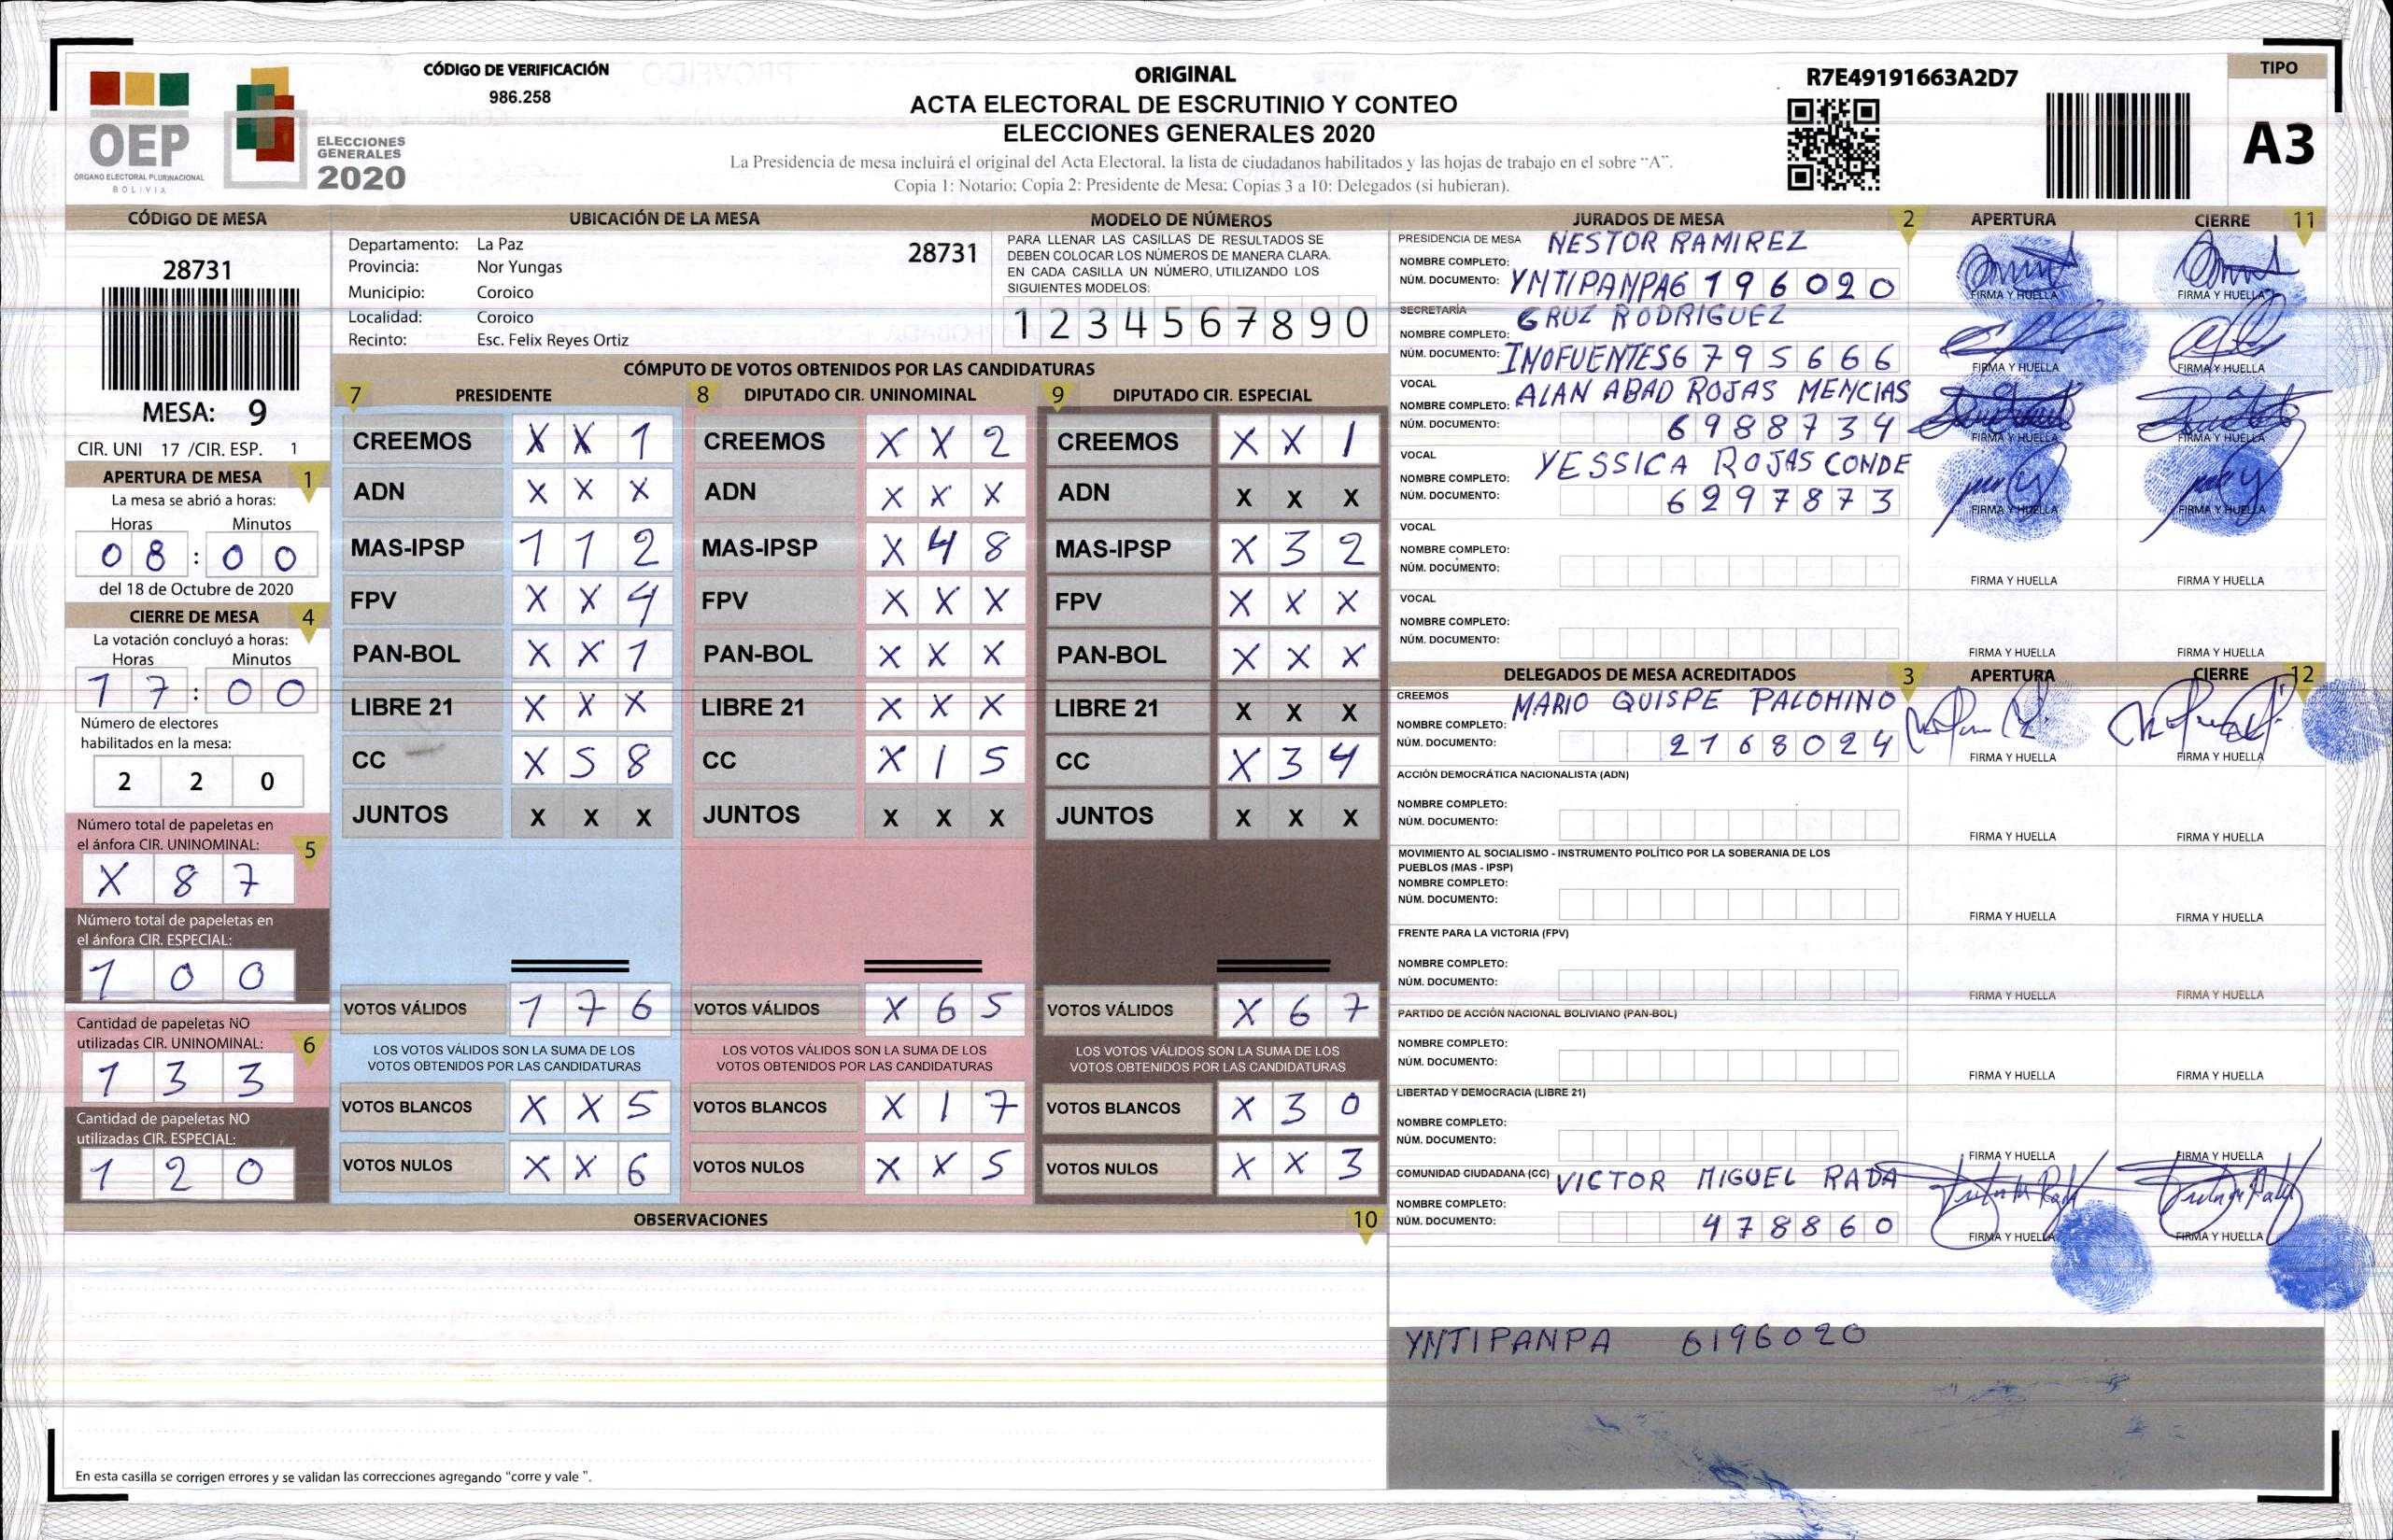 CÓDIGO DE VERIFICACIÓN
986.258
OEP
ÓRGANO ELECTORAL PLURINACIONAL
BOLIVIA
ELECCIONES
GENERALES
2020
ORIGINAL
ACTA ELECTORAL DE ESCRUTINIO Y CONTEO
ELECCIONES GENERALES 2020
La Presidencia de mesa incluirá el original del Acta Electoral, la lista de ciudadanos habilitados y las hojas de trabajo en el sobre “A”.
Copia 1: Notario; Copia 2: Presidente de Mesa; Copias 3 a 10: Delegados (si hubieran).
R7E49191663A2D7
TIPO
A3
CÓDIGO DE MESA
28731
MESA: 9
CIR. UNI 17 /CIR. ESP. 1
APERTURA DE MESA 1
La mesa se abrió a horas:
Horas Minutos
0 8 : 0 0
del 18 de Octubre de 2020
CIERRE DE MESA 4
La votación concluyó a horas:
Horas Minutos
1 7 : 0 0
Número de electores
habilitados en la mesa:
2 2 0
Número total de papeletas en
el ánfora CIR. UNINOMINAL: 5
X 8 7
Número total de papeletas en
el ánfora CIR. ESPECIAL:
1 0 0
Cantidad de papeletas NO
utilizadas CIR. UNINOMINAL: 6
1 3 3
Cantidad de papeletas NO
utilizadas CIR. ESPECIAL:
1 2 0
UBICACIÓN DE LA MESA
Departamento: La Paz 28731
Provincia: Nor Yungas
Municipio: Coroico
Localidad: Coroico
Recinto: Esc. Felix Reyes Ortiz
MODELO DE NÚMEROS
PARA LLENAR LAS CASILLAS DE RESULTADOS SE
DEBEN COLOCAR LOS NÚMEROS DE MANERA CLARA.
EN CADA CASILLA UN NÚMERO, UTILIZANDO LOS
SIGUIENTES MODELOS:
1 2 3 4 5 6 7 8 9 0
CÓMPUTO DE VOTOS OBTENIDOS POR LAS CANDIDATURAS
7 PRESIDENTE 8 DIPUTADO CIR. UNINOMINAL 9 DIPUTADO CIR. ESPECIAL
CREEMOS X X 1 CREEMOS X X 2 CREEMOS X X 1
ADN X X X ADN X X X ADN X X X
MAS-IPSP 1 1 2 MAS-IPSP X 4 8 MAS-IPSP X 3 2
FPV X X 4 FPV X X X FPV X X X
PAN-BOL X X 1 PAN-BOL X X X PAN-BOL X X X
LIBRE 21 X X X LIBRE 21 X X X LIBRE 21 X X X
CC X 5 8 CC X 1 5 CC X 3 4
JUNTOS X X X JUNTOS X X X JUNTOS X X X
VOTOS VÁLIDOS 1 7 6 VOTOS VÁLIDOS X 6 5 VOTOS VÁLIDOS X 6 7
LOS VOTOS VÁLIDOS SON LA SUMA DE LOS LOS VOTOS VÁLIDOS SON LA SUMA DE LOS LOS VOTOS VÁLIDOS SON LA SUMA DE LOS
VOTOS OBTENIDOS POR LAS CANDIDATURAS VOTOS OBTENIDOS POR LAS CANDIDATURAS VOTOS OBTENIDOS POR LAS CANDIDATURAS
VOTOS BLANCOS X X 5 VOTOS BLANCOS X 1 7 VOTOS BLANCOS X 3 0
VOTOS NULOS X X 6 VOTOS NULOS X X 5 VOTOS NULOS X X 3
OBSERVACIONES 10
En esta casilla se corrigen errores y se validan las correcciones agregando “corre y vale ”.
JURADOS DE MESA 2 APERTURA CIERRE 11
PRESIDENCIA DE MESA NESTOR RAMIREZ
NOMBRE COMPLETO:
NÚM. DOCUMENTO: YNTIPANPA 6 1 9 6 0 2 0 FIRMA Y HUELLA FIRMA Y HUELLA
SECRETARÍA GRUZ RODRIGUEZ
NOMBRE COMPLETO:
NÚM. DOCUMENTO: INOFUENTES 6 7 9 5 6 6 6 FIRMA Y HUELLA FIRMA Y HUELLA
VOCAL
NOMBRE COMPLETO: ALAN ABAD ROJAS MENCIAS
NÚM. DOCUMENTO: 6 9 8 8 7 3 4 FIRMA Y HUELLA FIRMA Y HUELLA
VOCAL YESSICA ROJAS CONDE
NOMBRE COMPLETO:
NÚM. DOCUMENTO: 6 2 9 7 8 7 3 FIRMA Y HUELLA FIRMA Y HUELLA
VOCAL
NOMBRE COMPLETO:
NÚM. DOCUMENTO: FIRMA Y HUELLA FIRMA Y HUELLA
VOCAL
NOMBRE COMPLETO:
NÚM. DOCUMENTO: FIRMA Y HUELLA FIRMA Y HUELLA
DELEGADOS DE MESA ACREDITADOS 3 APERTURA CIERRE 12
CREEMOS MARIO QUISPE PALOMINO
NOMBRE COMPLETO:
NÚM. DOCUMENTO: 2 1 6 8 0 2 4 FIRMA Y HUELLA FIRMA Y HUELLA
ACCIÓN DEMOCRÁTICA NACIONALISTA (ADN)
NOMBRE COMPLETO:
NÚM. DOCUMENTO: FIRMA Y HUELLA FIRMA Y HUELLA
MOVIMIENTO AL SOCIALISMO - INSTRUMENTO POLÍTICO POR LA SOBERANIA DE LOS
PUEBLOS (MAS - IPSP)
NOMBRE COMPLETO:
NÚM. DOCUMENTO: FIRMA Y HUELLA FIRMA Y HUELLA
FRENTE PARA LA VICTORIA (FPV)
NOMBRE COMPLETO:
NÚM. DOCUMENTO: FIRMA Y HUELLA FIRMA Y HUELLA
PARTIDO DE ACCIÓN NACIONAL BOLIVIANO (PAN-BOL)
NOMBRE COMPLETO:
NÚM. DOCUMENTO: FIRMA Y HUELLA FIRMA Y HUELLA
LIBERTAD Y DEMOCRACIA (LIBRE 21)
NOMBRE COMPLETO:
NÚM. DOCUMENTO: FIRMA Y HUELLA FIRMA Y HUELLA
COMUNIDAD CIUDADANA (CC) VICTOR MIGUEL RADA
NOMBRE COMPLETO:
NÚM. DOCUMENTO: 4 7 8 8 6 0 FIRMA Y HUELLA FIRMA Y HUELLA
YNTIPANPA 6196020